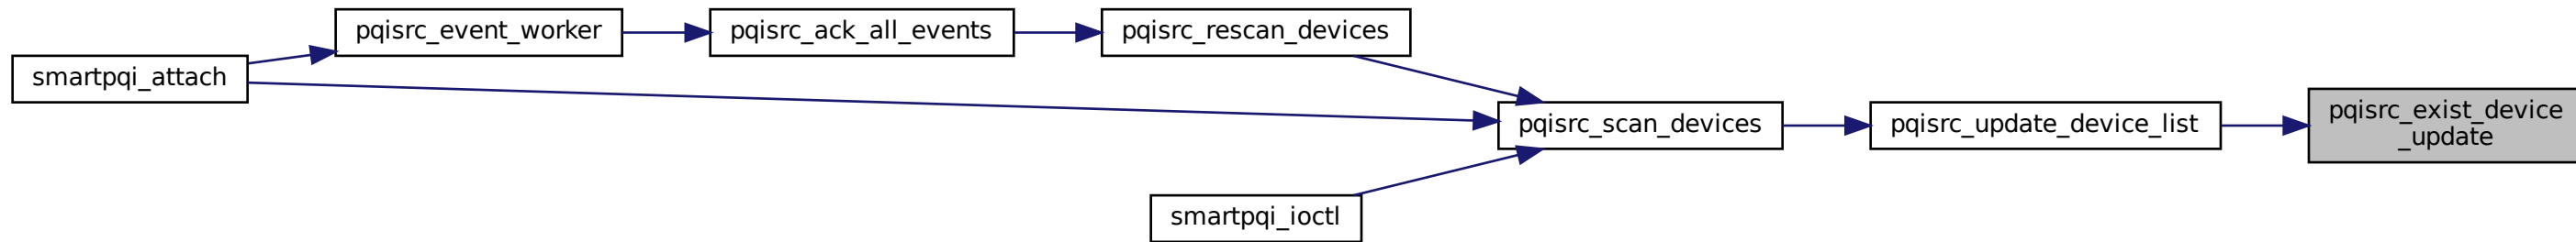 pqisrc_event_worker
pqisrc_ack_all_events
pqisrc_rescan_devices
smartpqi_attach
pqisrc_scan_devices
pqisrc_update_device_list
pqisrc_exist_device
_update
smartpqi_ioctl